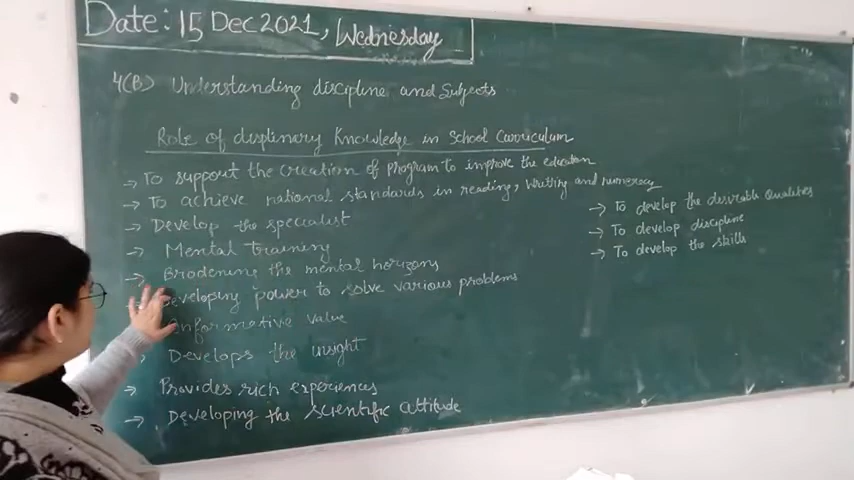 Date: 15 Dec 2021, Wednesday
4(B) Understanding discipline and Subjects
Role of displinary Knowledge in School Curriculum
→ To support the creation of program to improve the education
→ To achieve national standards in reading, writing and numeracy
→ Develop the specialist
→ Mental training
→ Brodening the mental horizons
Developing power to solve various problems
Informative value
Develops the insight
→ Provides rich experiences
→ Developing the scientific attitude
→ To develop the desirable Qualities
→ To develop discipline
→ To develop the skills